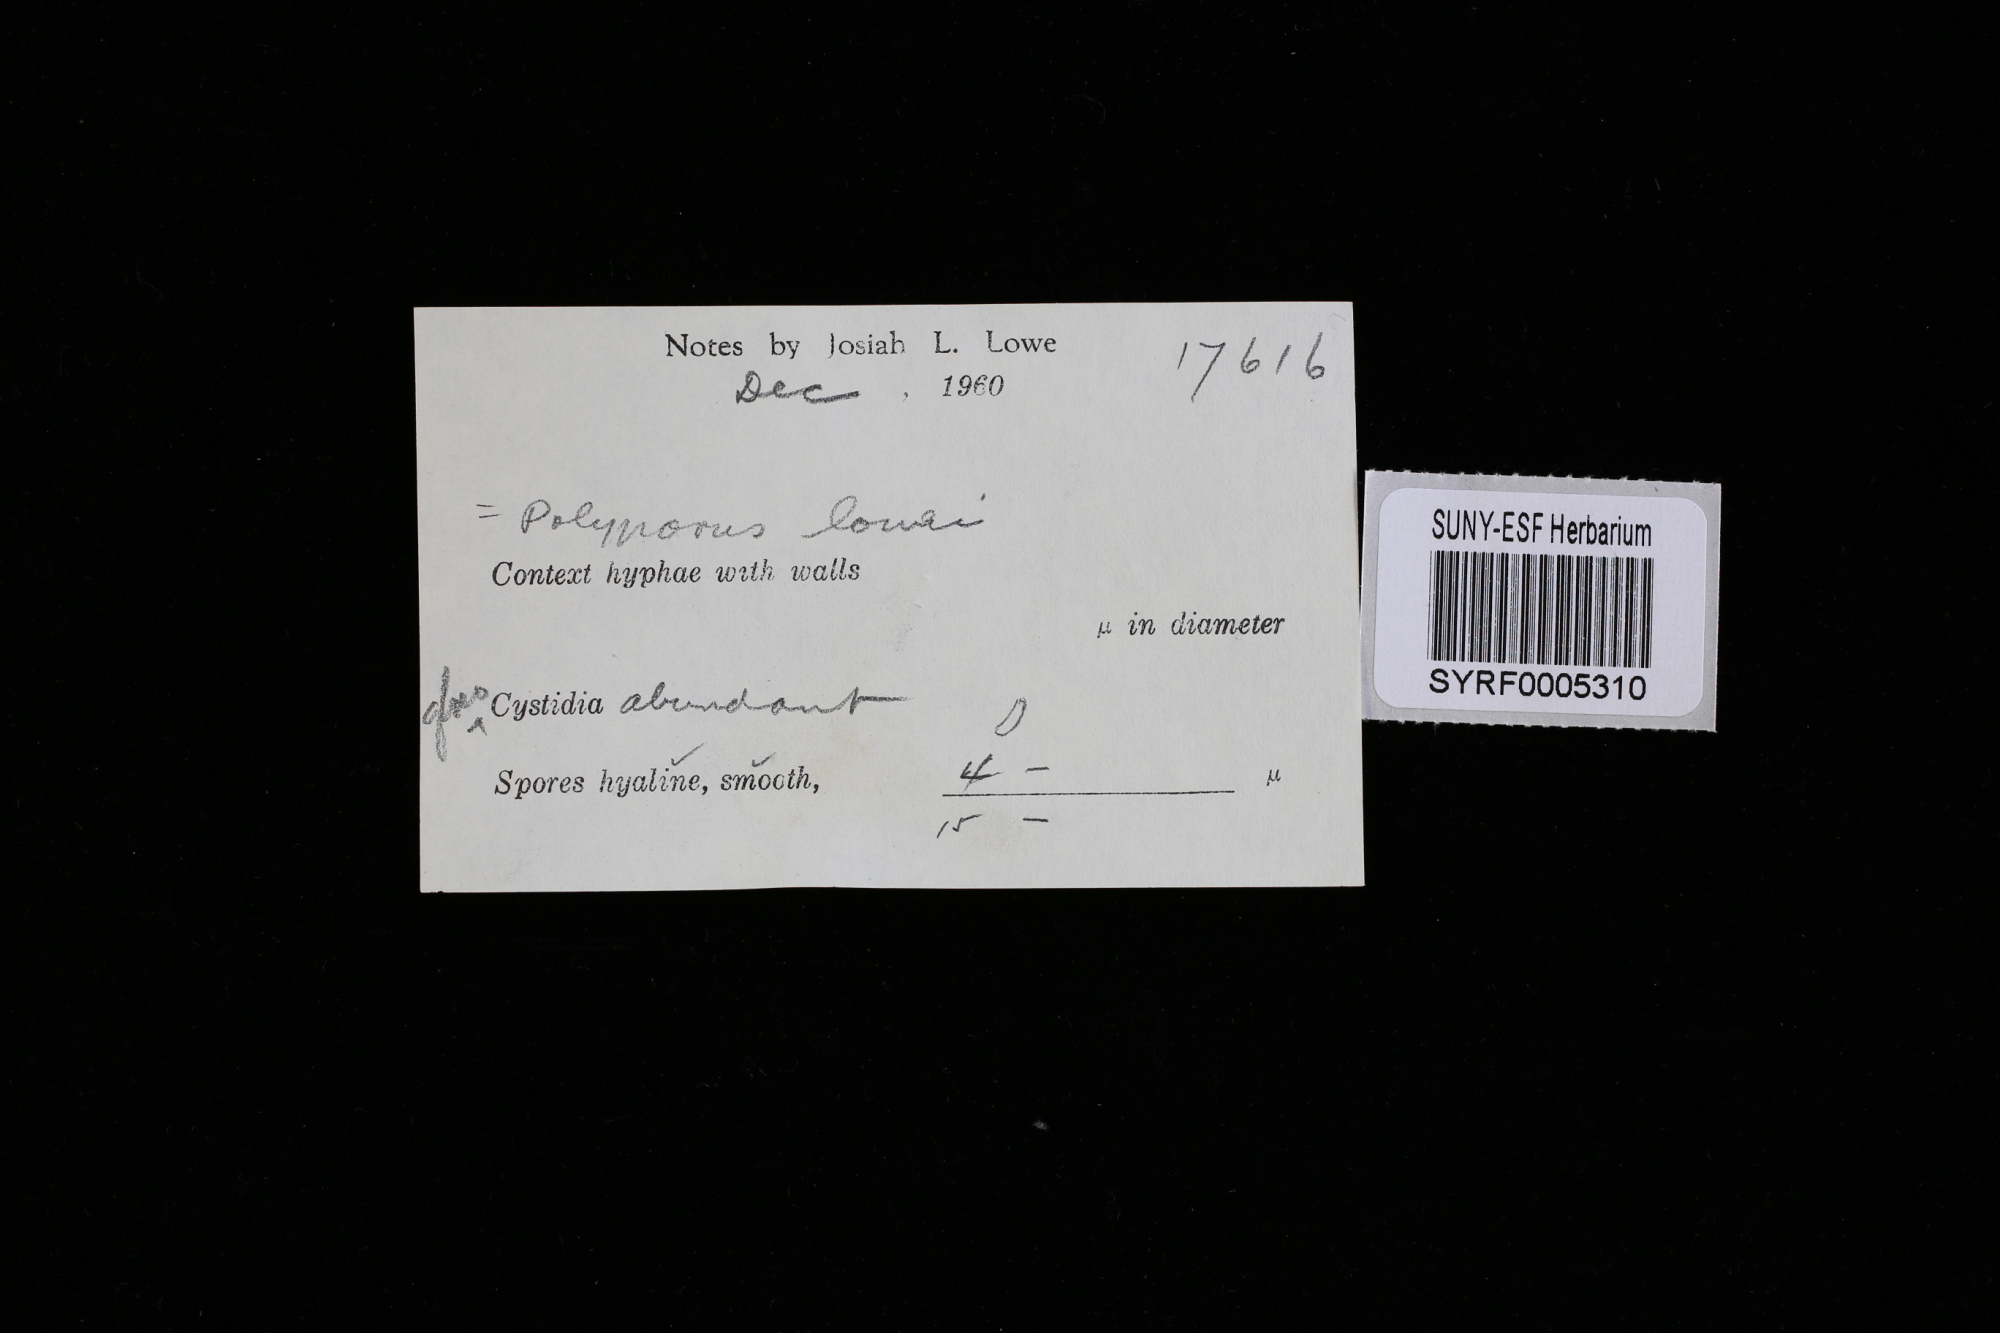 Notes by Josiah L. Lowe 17616
Dec , 1960
= Polyporus lowei
Context hyphae with walls
µ in diameter
Cystidia abundant
Spores hyaline, smooth, 4 – µ
15 –
SUNY-ESF Herbarium
SYRF0005310